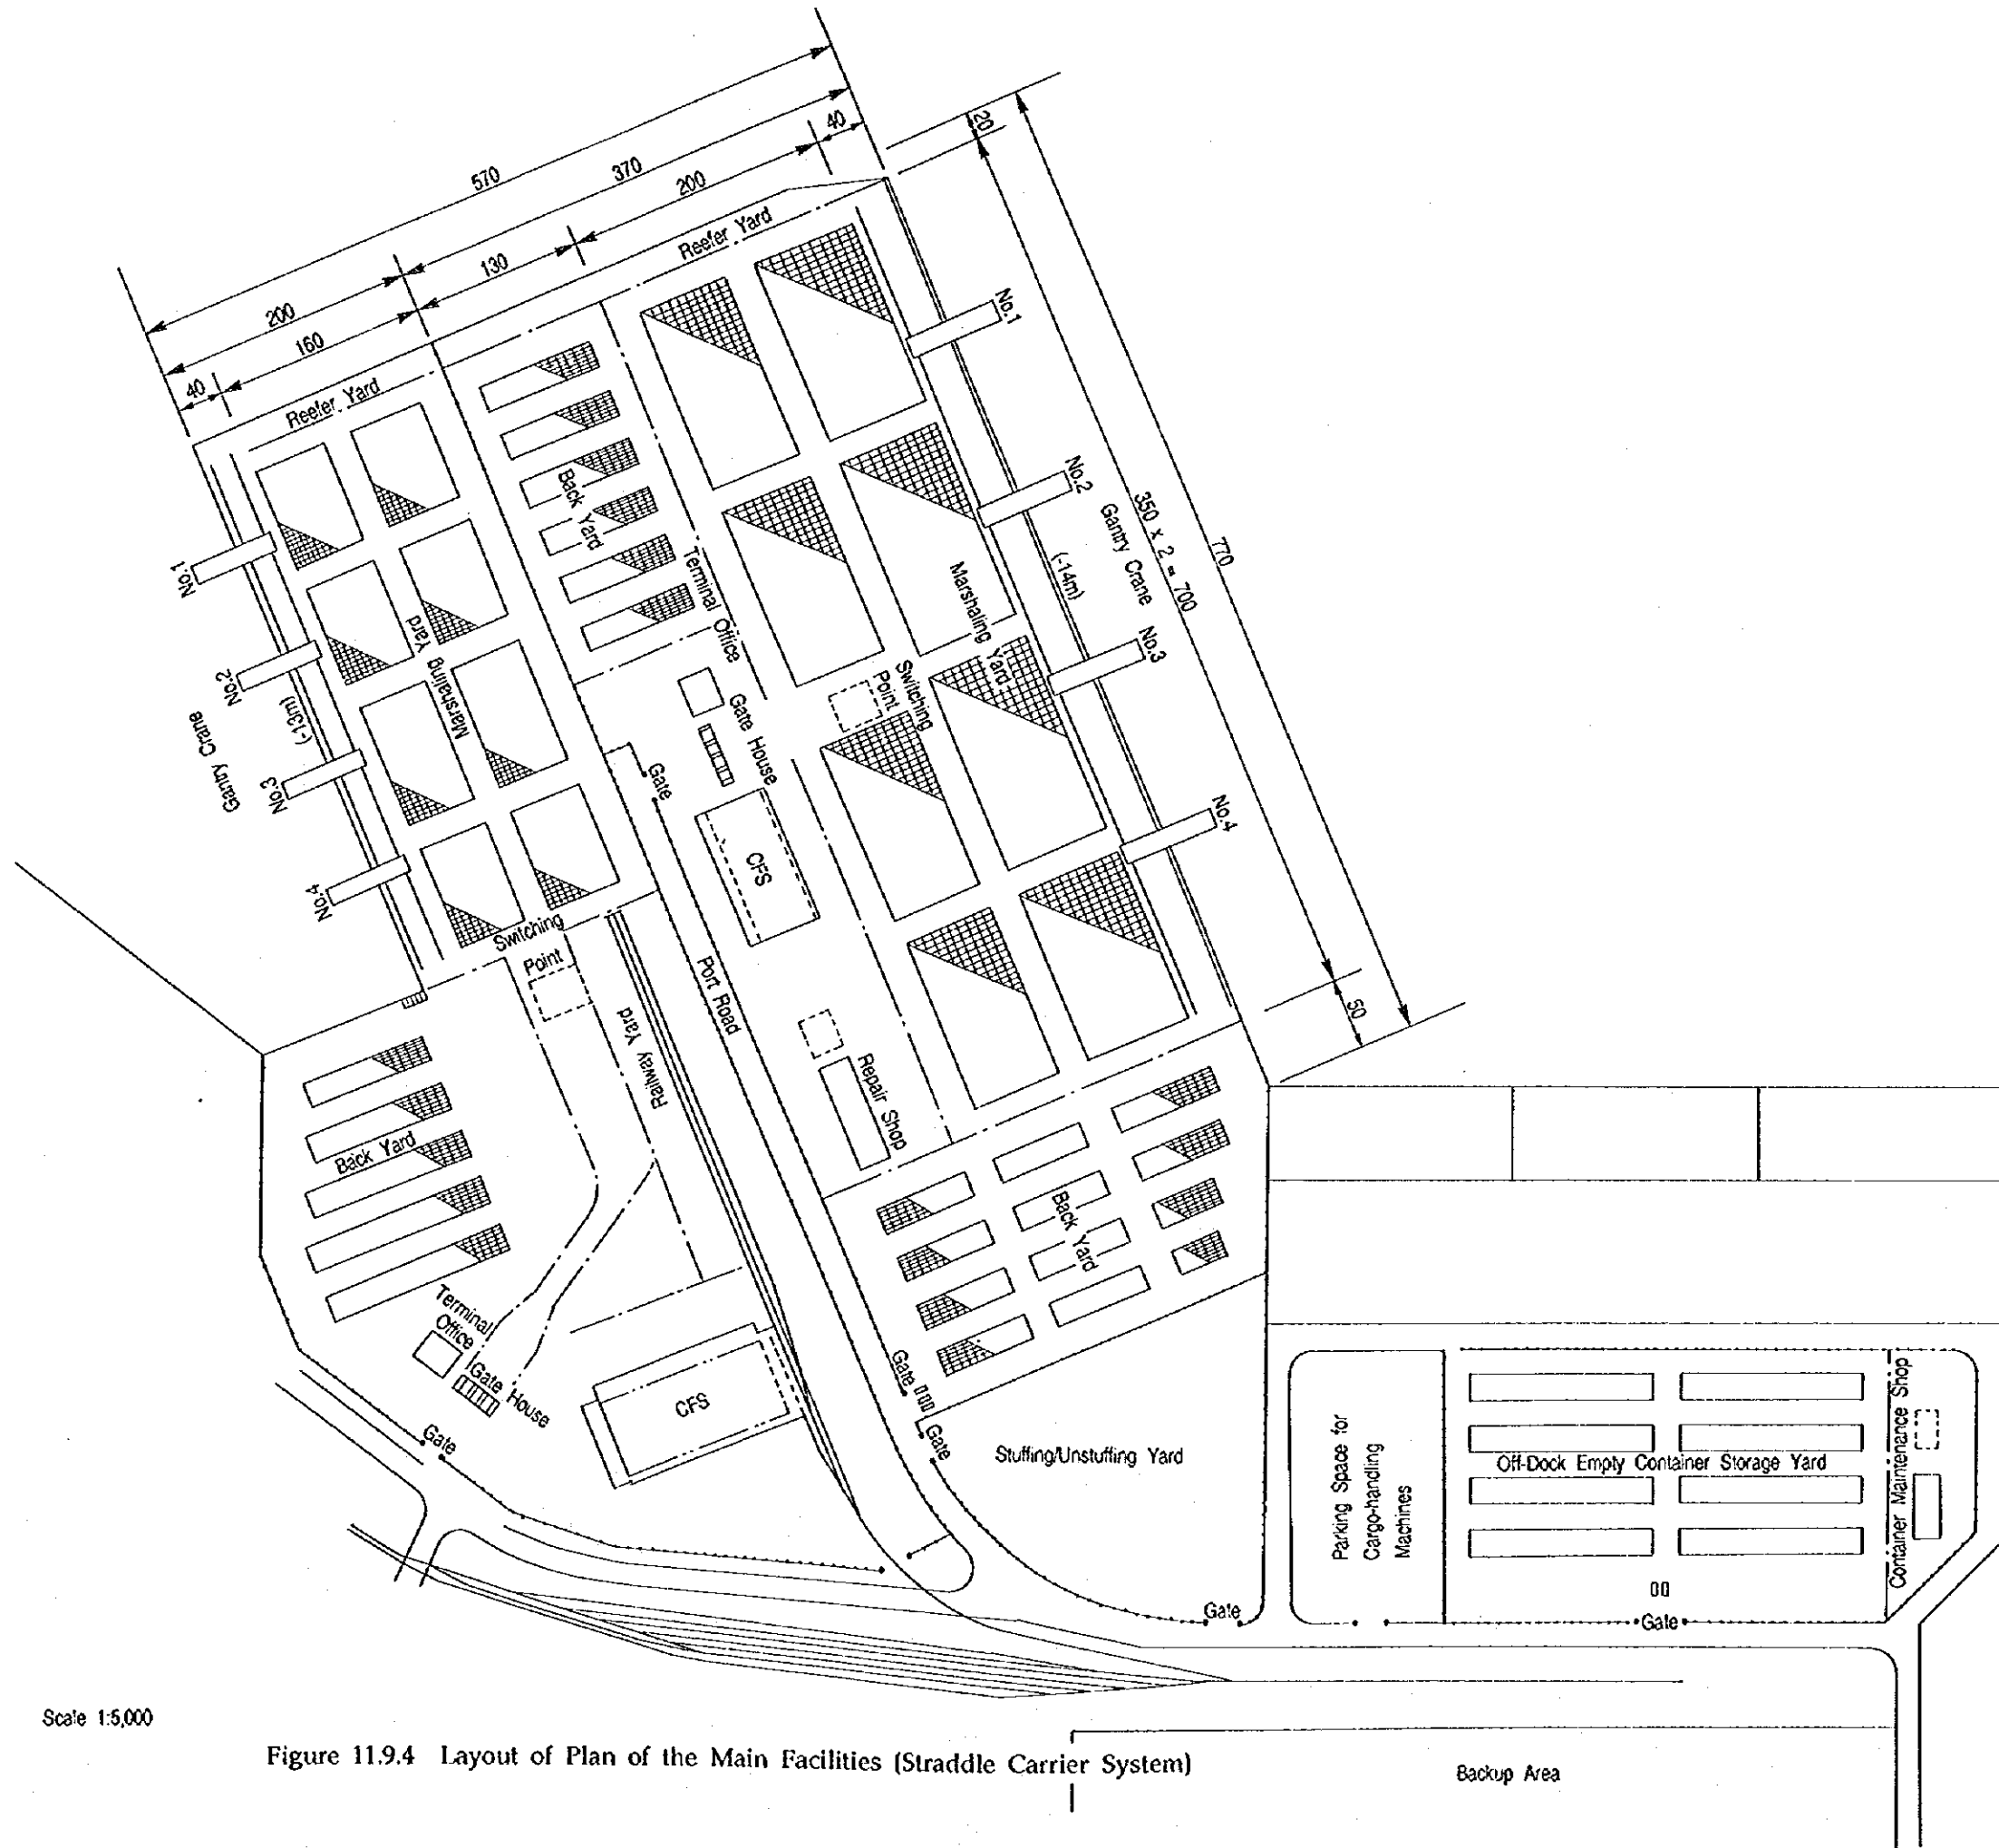 570
370
40
20
200
200
130
160
40
Reefer Yard
Reefer Yard
No.1
No.2
No.3
No.4
Gantry Crane
(-14m)
350 x 2 = 700
770
50
No.1
No.2
No.3
No.4
Gantry Crane
(-13m)
Marshaling Yard
Back Yard
Terminal Office
Gate House
Gate
CFS
Marshaling Yard
Switching
Point
Switching
Point
Port Road
Railway Yard
Repair Shop
Back Yard
Back Yard
Terminal
Office
Gate House
Gate
CFS
Gate
Gate
Stuffing/Unstuffing Yard
Gate
Parking Space for
Cargo-handling
Machines
Off-Dock Empty Container Storage Yard
Container Maintenance Shop
Gate
Scale 1:5,000
Figure 11.9.4 Layout of Plan of the Main Facilities (Straddle Carrier System)
Backup Area